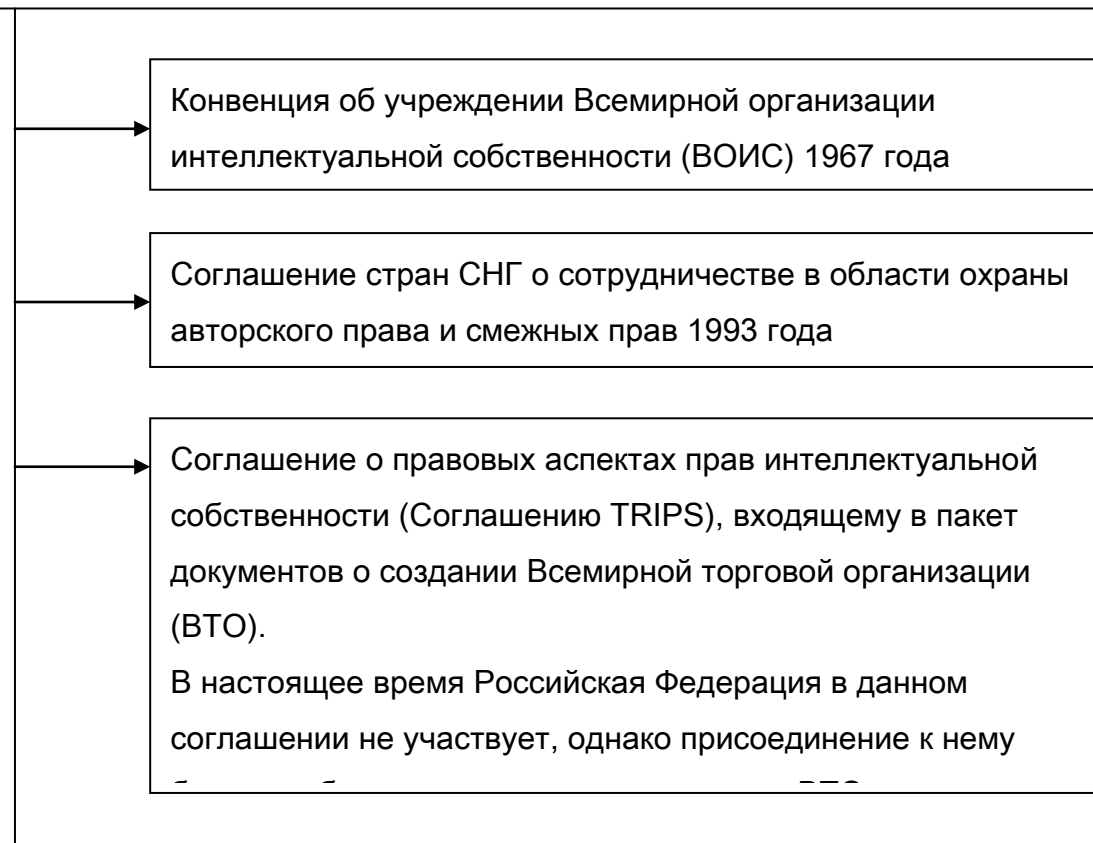 Конвенция об учреждении Всемирной организации
интеллектуальной собственности (ВОИС) 1967 года
Соглашение стран СНГ о сотрудничестве в области охраны
авторского права и смежных прав 1993 года
Соглашение о правовых аспектах прав интеллектуальной
собственности (Соглашению TRIPS), входящему в пакет
документов о создании Всемирной торговой организации
(ВТО).
В настоящее время Российская Федерация в данном
соглашении не участвует, однако присоединение к нему
ВТО